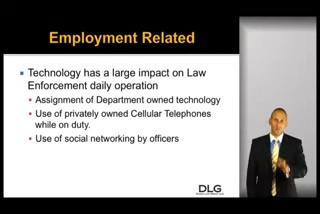 Employment Related
Technology has a large impact on Law
Enforcement daily operation
Assignment of Department owned technology
Use of privately owned Cellular Telephones
while on duty.
Use of social networking by officers
DLG